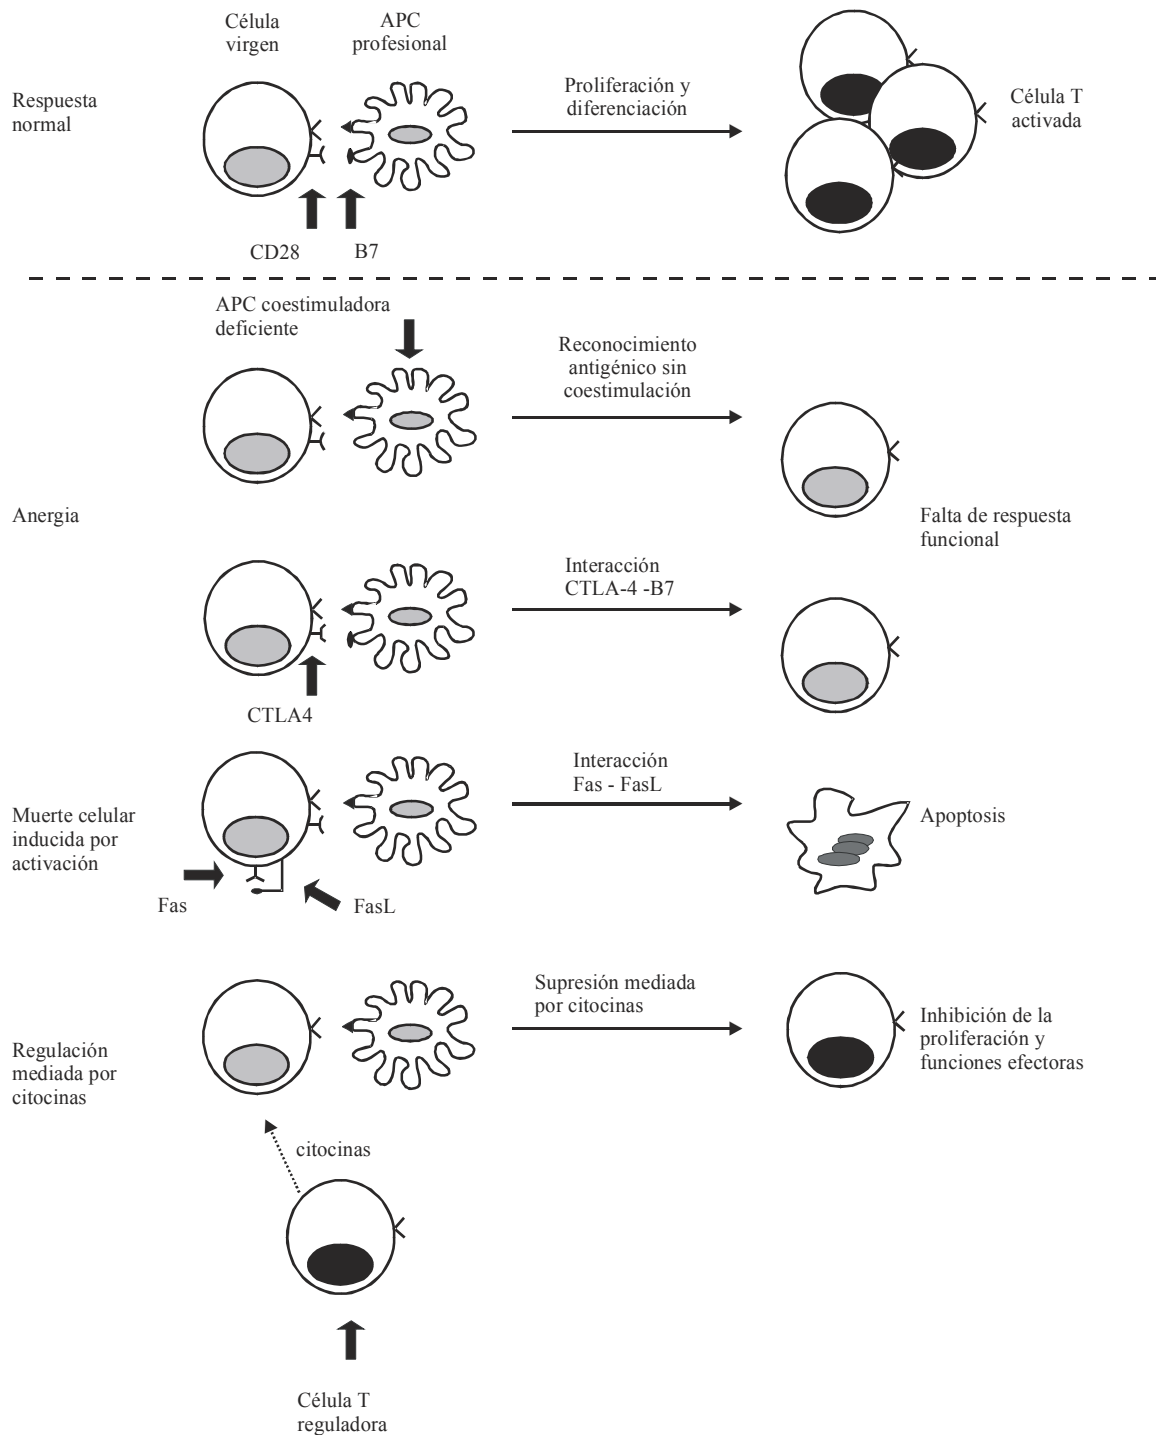 Célula
virgen
APC
profesional
Respuesta
normal
Proliferación y
diferenciación
Célula T
activada
CD28
B7
APC coestimuladora
deficiente
Reconocimiento
antigénico sin
coestimulación
Anergia
Falta de respuesta
funcional
Interacción
CTLA-4 -B7
CTLA4
Interacción
Fas - FasL
Muerte celular
inducida por
activación
Apoptosis
Fas
FasL
Supresión mediada
por citocinas
Regulación
mediada por
citocinas
Inhibición de la
proliferación y
funciones efectoras
citocinas
Célula T
reguladora